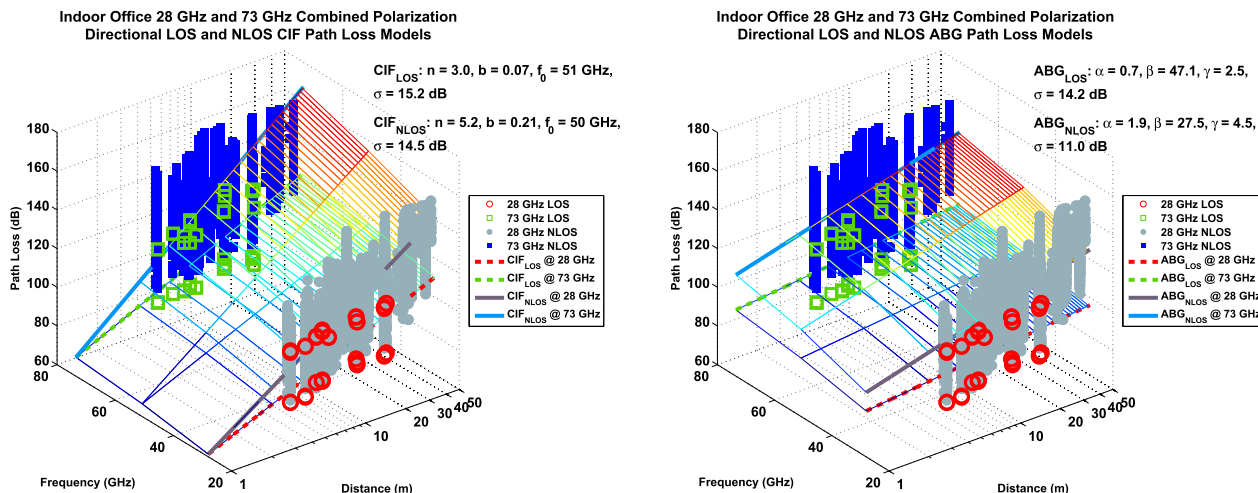 Indoor Office 28 GHz and 73 GHz Combined Polarization
Directional LOS and NLOS CIF Path Loss Models
CIF_LOS: n = 3.0, b = 0.07, f_0 = 51 GHz,
σ = 15.2 dB
CIF_NLOS: n = 5.2, b = 0.21, f_0 = 50 GHz,
σ = 14.5 dB
180
160
140
120
100
80
60
Path Loss (dB)
80
60
40
20
Frequency (GHz)
1
10
20
30
40
50
Distance (m)
28 GHz LOS
73 GHz LOS
28 GHz NLOS
73 GHz NLOS
CIF_LOS @ 28 GHz
CIF_LOS @ 73 GHz
CIF_NLOS @ 28 GHz
CIF_NLOS @ 73 GHz
Indoor Office 28 GHz and 73 GHz Combined Polarization
Directional LOS and NLOS ABG Path Loss Models
ABG_LOS: α = 0.7, β = 47.1, γ = 2.5,
σ = 14.2 dB
ABG_NLOS: α = 1.9, β = 27.5, γ = 4.5,
σ = 11.0 dB
180
160
140
120
100
80
60
Path Loss (dB)
80
60
40
20
Frequency (GHz)
1
10
20
30
40
50
Distance (m)
28 GHz LOS
73 GHz LOS
28 GHz NLOS
73 GHz NLOS
ABG_LOS @ 28 GHz
ABG_LOS @ 73 GHz
ABG_NLOS @ 28 GHz
ABG_NLOS @ 73 GHz